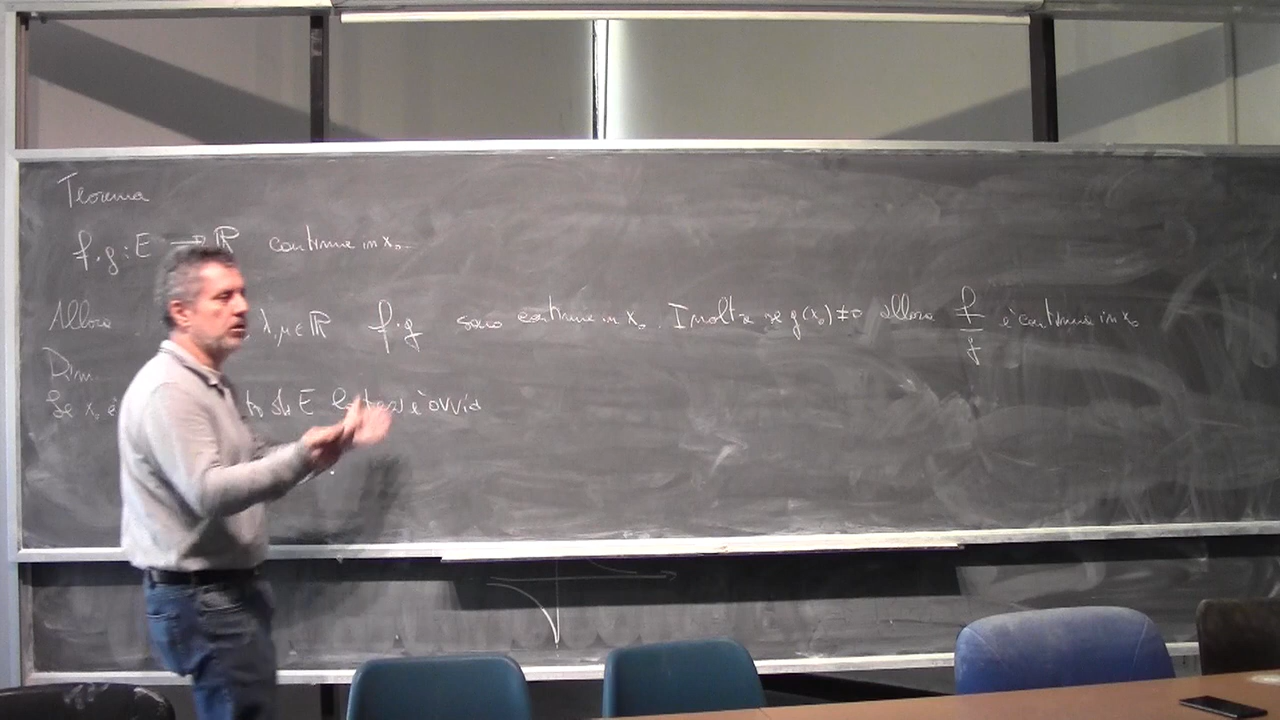 Teorema
f, g : E → ℝ continue in x₀.
Allora λ, μ ∈ ℝ f·g sono continue in x₀. Inoltre se g(x₀) ≠ 0 allora f/g è continua in x₀
Dim.
Se x₀ è to di E la tesi è ovvia